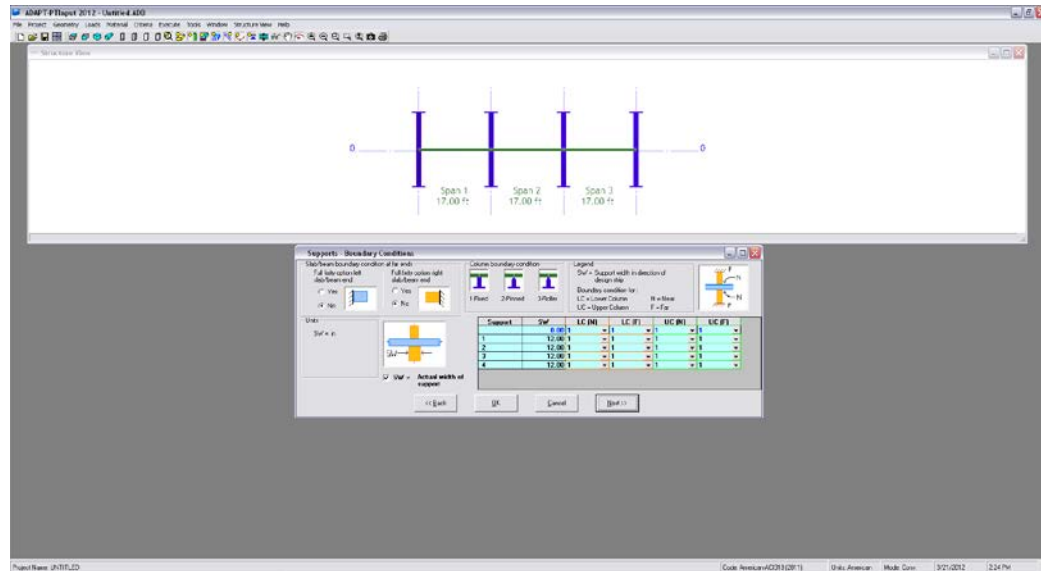 ADAPT-PTInput 2012 - Untitled.ADB
File Project Geometry Loads Material Criteria Execute Tools Window Structure View Help
Structure View
0
0
Span 1
17.00 ft
Span 2
17.00 ft
Span 3
17.00 ft
Supports - Boundary Conditions
Slab/beam boundary condition at far ends
Full fixity option left slab/beam end
Yes
No
Full fixity option right slab/beam end
Yes
No
Column boundary condition
1-Fixed 2-Pinned 3-Roller
Legend
SW = Support width in direction of design strip
Boundary condition for:
LC = Lower Column N = Near
UC = Upper Column F = Far
F
N
N
F
Units
SW = in
SW
SW = Actual width of support
Support SW LC (N) LC (F) UC (N) UC (F)
0.00 1 1 1 1
1 12.00 1 1 1 1
2 12.00 1 1 1 1
3 12.00 1 1 1 1
4 12.00 1 1 1 1
<< Back OK Cancel Next >>
Project Name: UNTITLED Code: American-ACI318 (2011) Units: American Mode: Conv 3/21/2012 2:24 PM